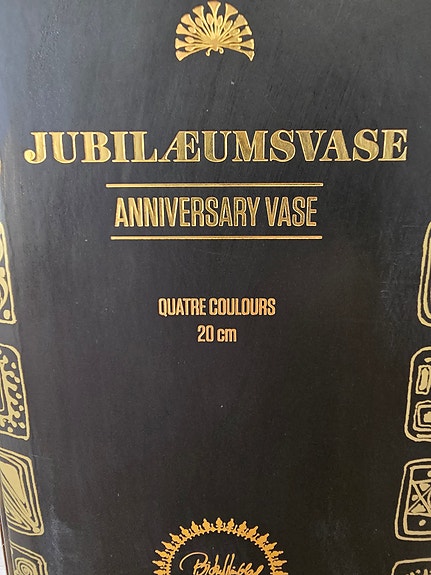 JUBILÆUMSVASE
ANNIVERSARY VASE
QUATRE COULOURS
20 cm